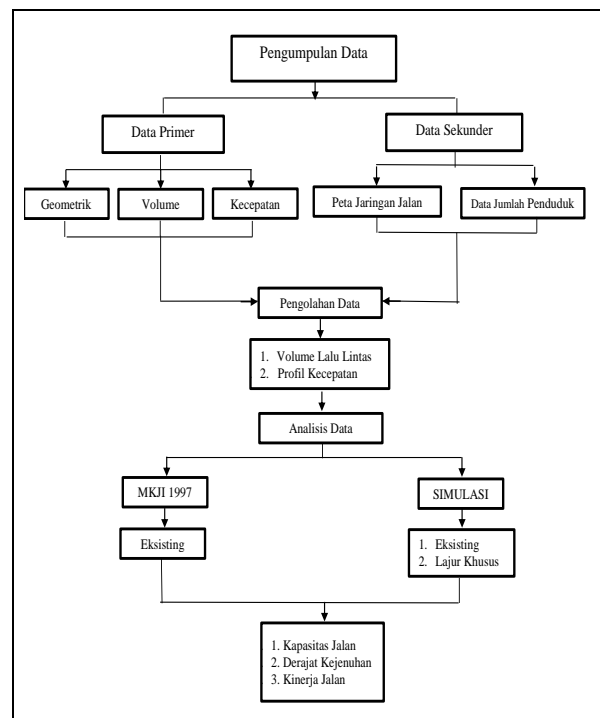 Pengumpulan Data
Data Primer
Data Sekunder
Geometrik
Volume
Kecepatan
Peta Jaringan Jalan
Data Jumlah Penduduk
Pengolahan Data
1. Volume Lalu Lintas
2. Profil Kecepatan
Analisis Data
MKJI 1997
SIMULASI
Eksisting
1. Eksisting
2. Lajur Khusus
1. Kapasitas Jalan
2. Derajat Kejenuhan
3. Kinerja Jalan